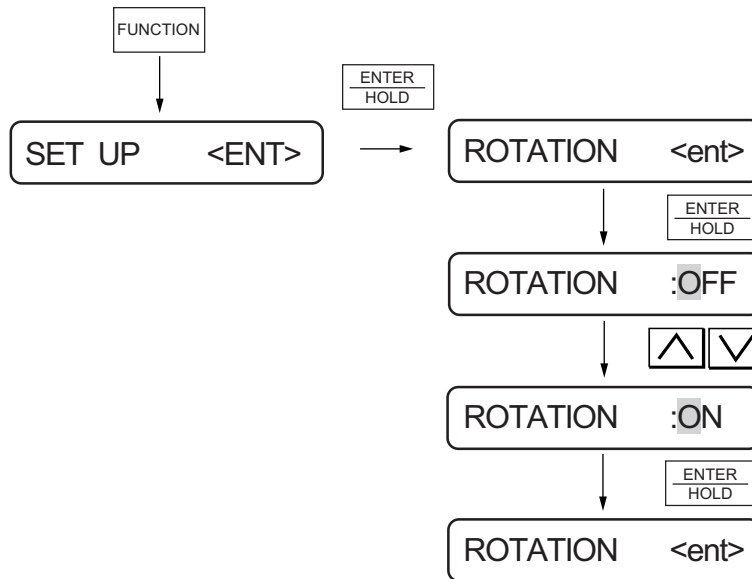 FUNCTION
ENTER
HOLD
SET UP <ENT>
ROTATION <ent>
ENTER
HOLD
ROTATION :OFF
ROTATION :ON
ENTER
HOLD
ROTATION <ent>